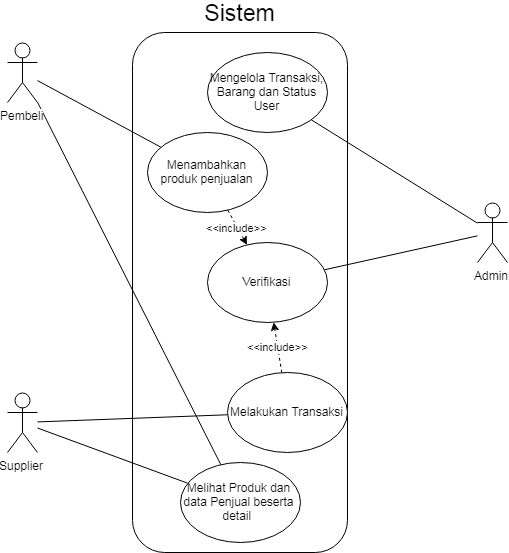 Sistem
Mengelola Transaksi,
Barang dan Status
User
Pembeli
Menambahkan
produk penjualan
<<include>>
Verifikasi
Admin
<<include>>
Melakukan Transaksi
Supplier
Melihat Produk dan
data Penjual beserta
detail